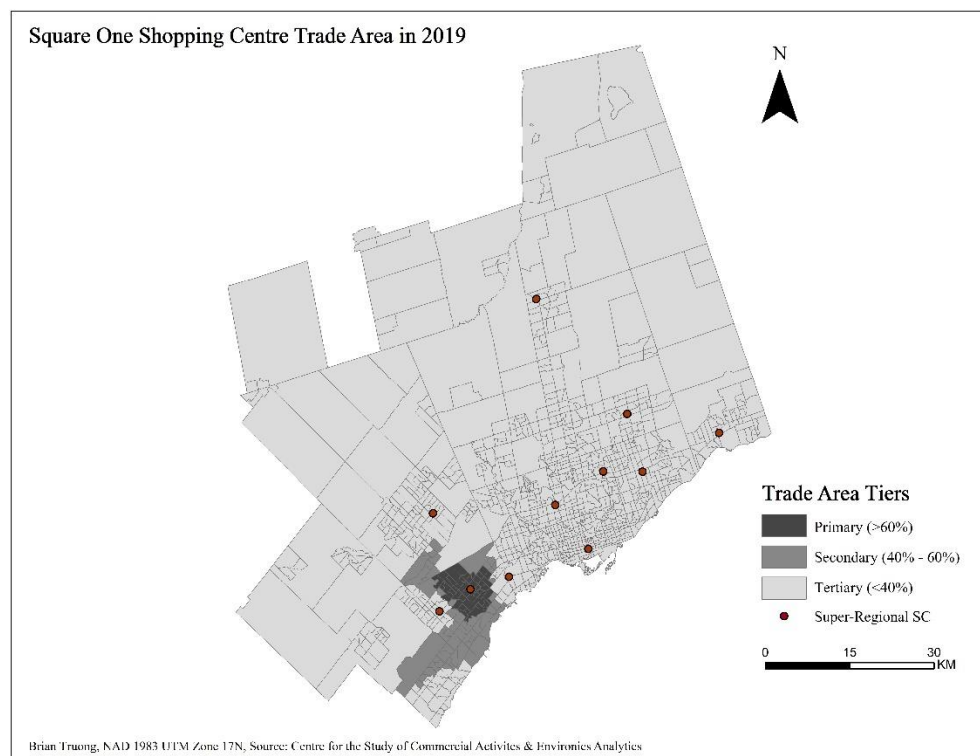 Square One Shopping Centre Trade Area in 2019
N
Trade Area Tiers
Primary (>60%)
Secondary (40% - 60%)
Tertiary (<40%)
Super-Regional SC
0 15 30
KM
Brian Truong, NAD 1983 UTM Zone 17N, Source: Centre for the Study of Commercial Activites & Environics Analytics